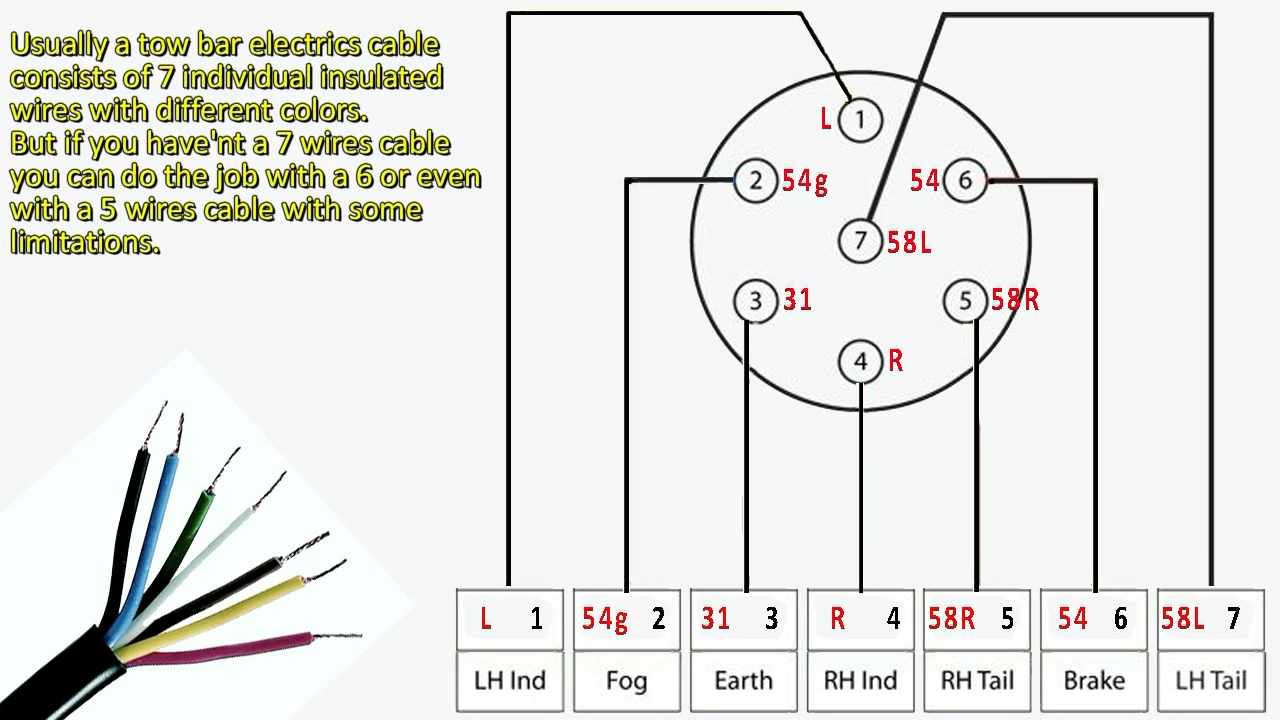 Usually a tow bar electrics cable
consists of 7 individual insulated
wires with different colors.
But if you have'nt a 7 wires cable
you can do the job with a 6 or even
with a 5 wires cable with some
limitations.
L 1
2 54g
54 6
7 58L
3 31
5 58R
4 R
L 1
54g 2
31 3
R 4
58R 5
54 6
58L 7
LH Ind
Fog
Earth
RH Ind
RH Tail
Brake
LH Tail